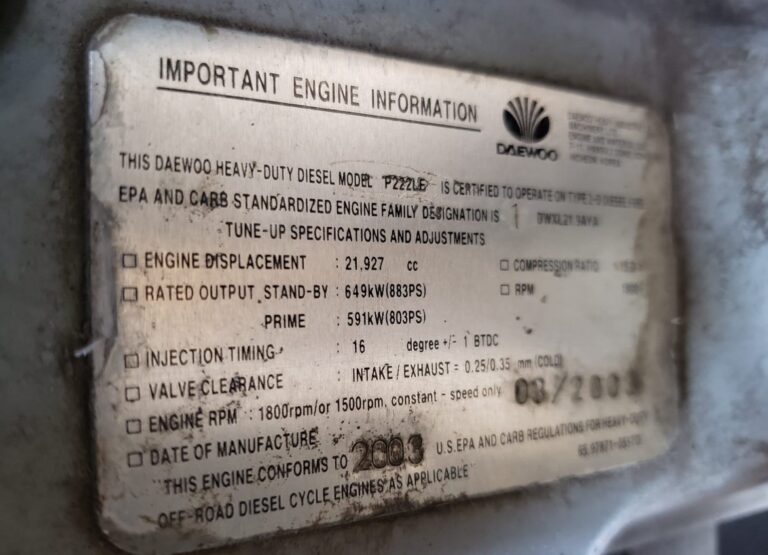 IMPORTANT ENGINE INFORMATION
DAEWOO
THIS DAEWOO HEAVY-DUTY DIESEL MODEL P222LE IS CERTIFIED TO OPERATE ON TYPE 2-D DIESEL
EPA AND CARB STANDARDIZED ENGINE FAMILY DESIGNATION IS
TUNE-UP SPECIFICATIONS AND ADJUSTMENTS
ENGINE DISPLACEMENT : 21,927 cc COMPRESSION RATIO
RATED OUTPUT STAND-BY : 649kW(883PS) RPM
PRIME : 591kW(803PS)
INJECTION TIMING : 16 degree +/- 1 BTDC
VALVE CLEARANCE : INTAKE / EXHAUST = 0.25/0.35 mm (COLD)
ENGINE RPM : 1800rpm/or 1500rpm, constant - speed only
DATE OF MANUFACTURE 03/2003
THIS ENGINE CONFORMS TO 2003 U.S.EPA AND CARB REGULATIONS FOR HEAVY-DUTY
OFF-ROAD DIESEL CYCLE ENGINES AS APPLICABLE